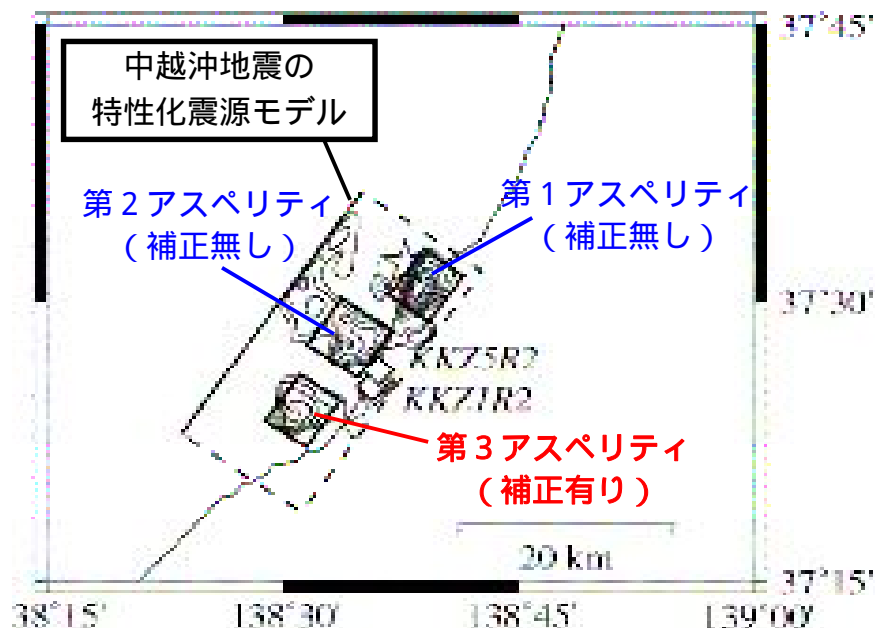 37°45'
中越沖地震の
特性化震源モデル
第２アスペリティ
（補正無し）
第１アスペリティ
（補正無し）
37°30'
KKZ5R2
KKZ1R2
第３アスペリティ
（補正有り）
20 km
37°15'
38°15'
138°30'
138°45'
139°00'